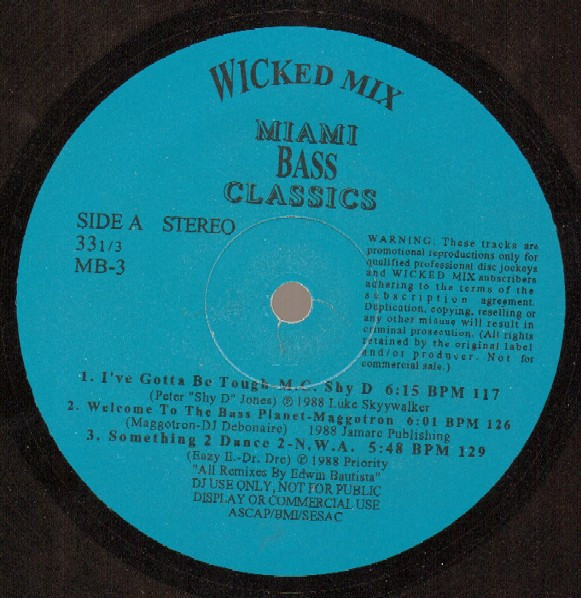 WICKED MIX
MIAMI
BASS
CLASSICS
SIDE A STEREO
33 1/3
MB-3
WARNING: These tracks are
promotional reproductions only for
qualified professional disc jockeys
and WICKED MIX subscribers
adhering to the terms of the
subscription agreement.
Duplication, copying, reselling or
any other misuse will result in
criminal prosecution. (All rights
retained by the original label
and/or producer. Not for
commercial sale.)
1. I've Gotta Be Tough-M.C. Shy D 6:15 BPM 117
(Peter "Shy D" Jones) ℗ 1988 Luke Skyywalker
2. Welcome To The Bass Planet-Maggotron 6:01 BPM 126
(Maggotron-DJ Debonaire) 1988 Jamarc Publishing
3. Something 2 Dance 2-N.W.A. 5:48 BPM 129
(Eazy E.-Dr. Dre) ℗ 1988 Priority
"All Remixes By Edwin Bautista"
DJ USE ONLY, NOT FOR PUBLIC
DISPLAY OR COMMERCIAL USE
ASCAP/BMI/SESAC